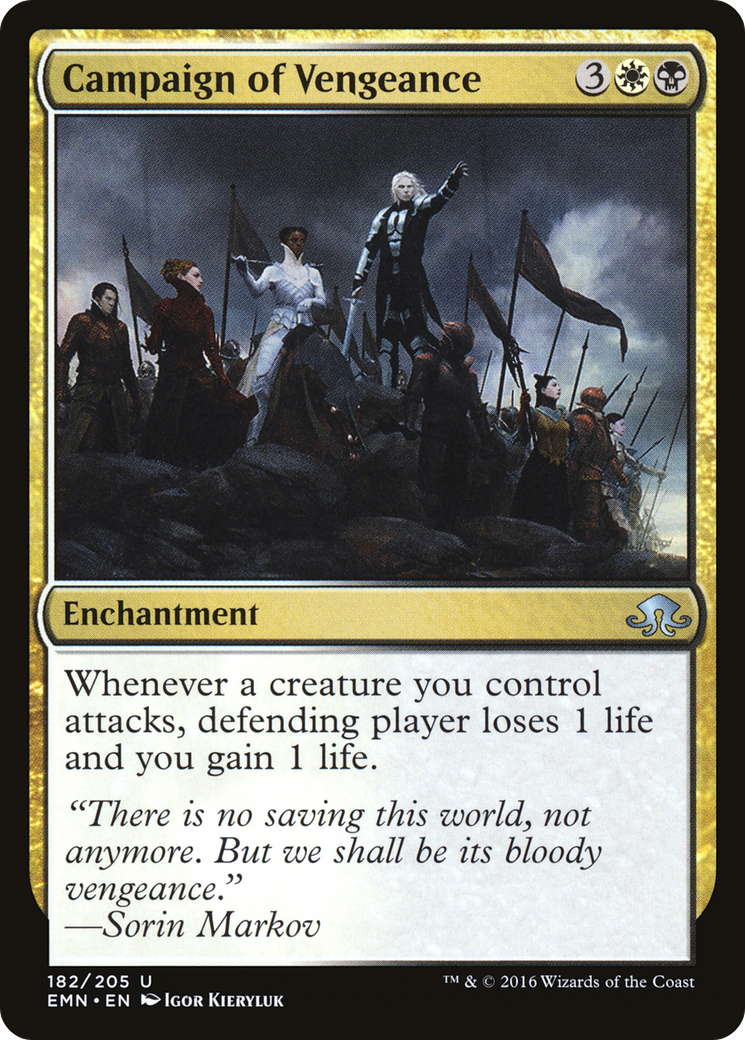 Campaign of Vengeance 3
Enchantment
Whenever a creature you control
attacks, defending player loses 1 life
and you gain 1 life.
“There is no saving this world, not
anymore. But we shall be its bloody
vengeance.”
—Sorin Markov
182/205 U
™ & © 2016 Wizards of the Coast
EMN • EN Igor Kieryluk